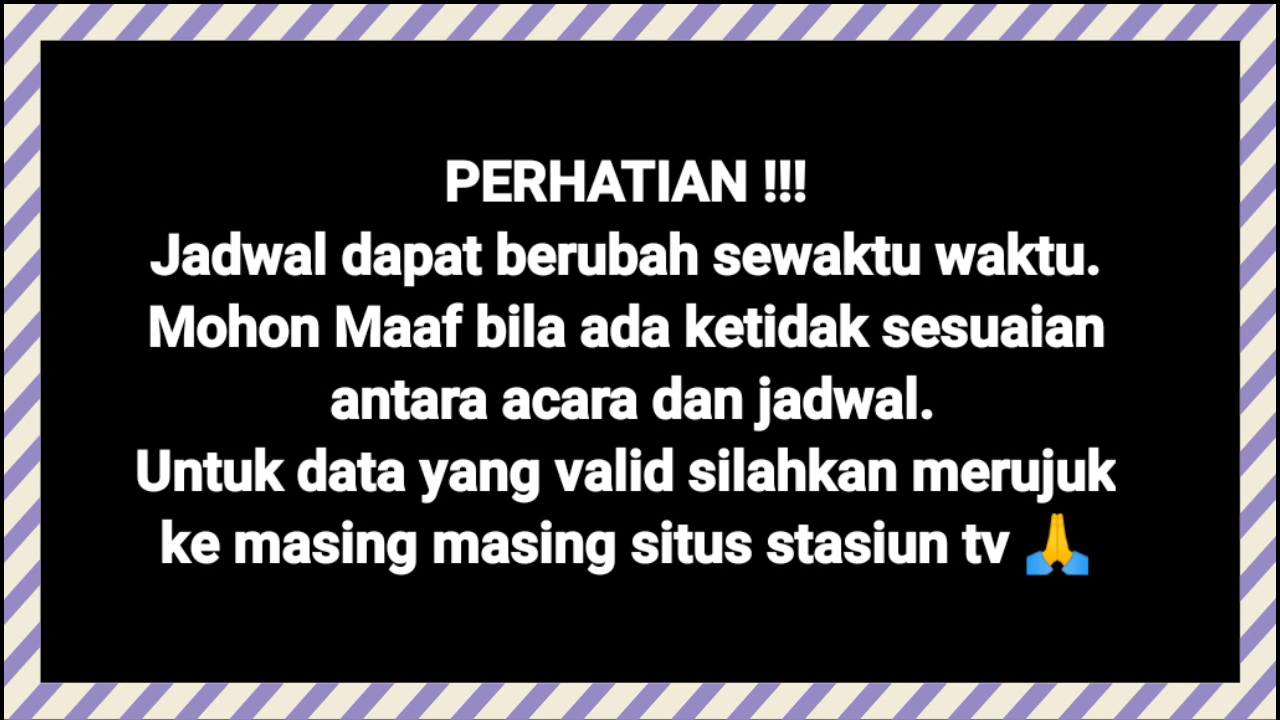 PERHATIAN !!!
Jadwal dapat berubah sewaktu waktu.
Mohon Maaf bila ada ketidak sesuaian
antara acara dan jadwal.
Untuk data yang valid silahkan merujuk
ke masing masing situs stasiun tv 🙏